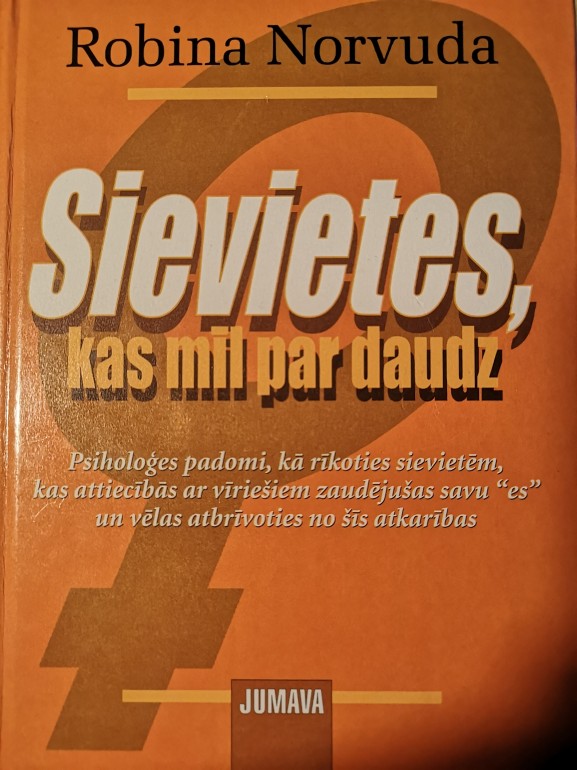 Robina Norvuda
Sievietes,
kas mīl par daudz
Psiholoģes padomi, kā rīkoties sievietēm,
kas attiecībās ar vīriešiem zaudējušas savu “es”
un vēlas atbrīvoties no šīs atkarības
JUMAVA